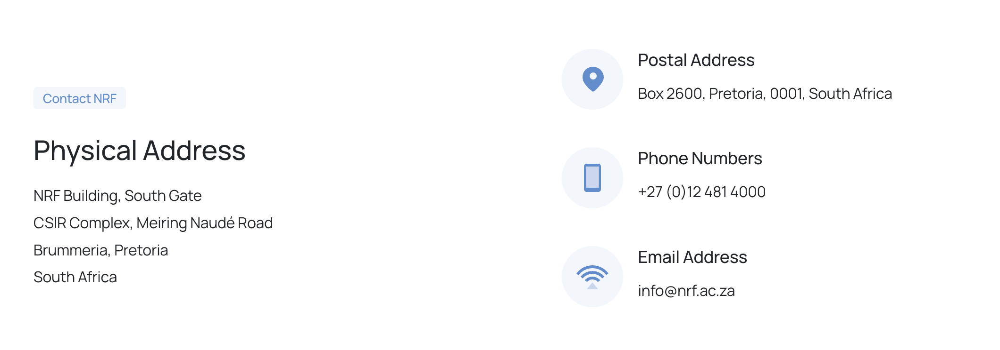 Contact NRF
Physical Address
NRF Building, South Gate
CSIR Complex, Meiring Naudé Road
Brummeria, Pretoria
South Africa
Postal Address
Box 2600, Pretoria, 0001, South Africa
Phone Numbers
+27 (0)12 481 4000
Email Address
info@nrf.ac.za